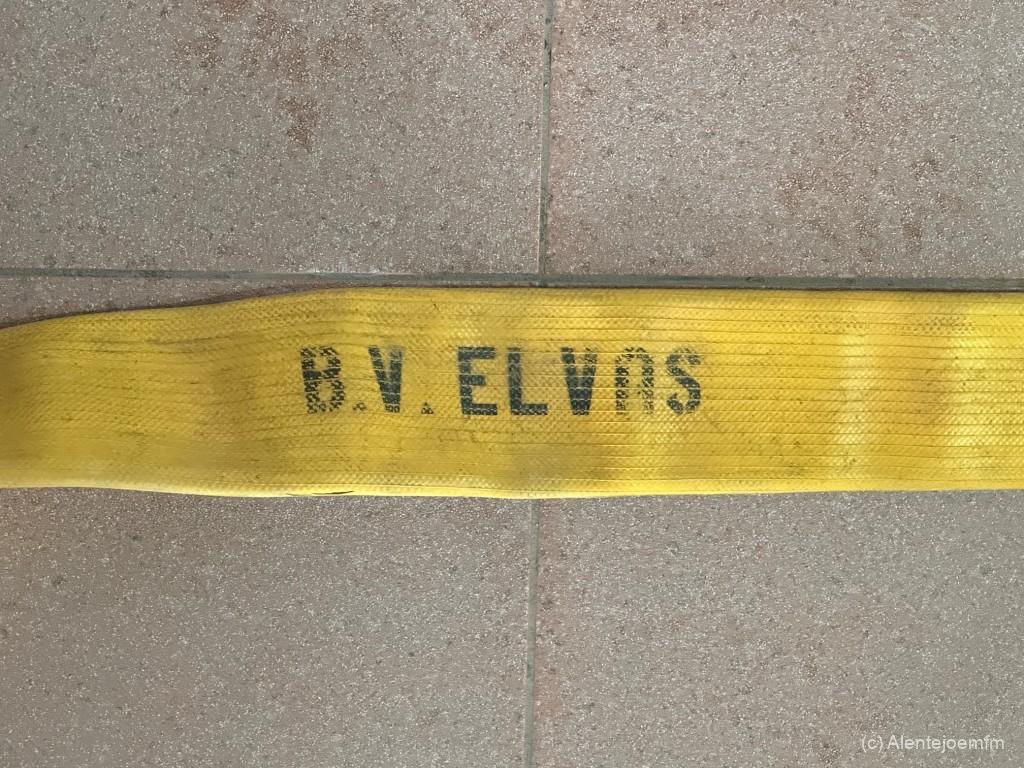 B.V. ELVAS
(c) Alentejoemfm